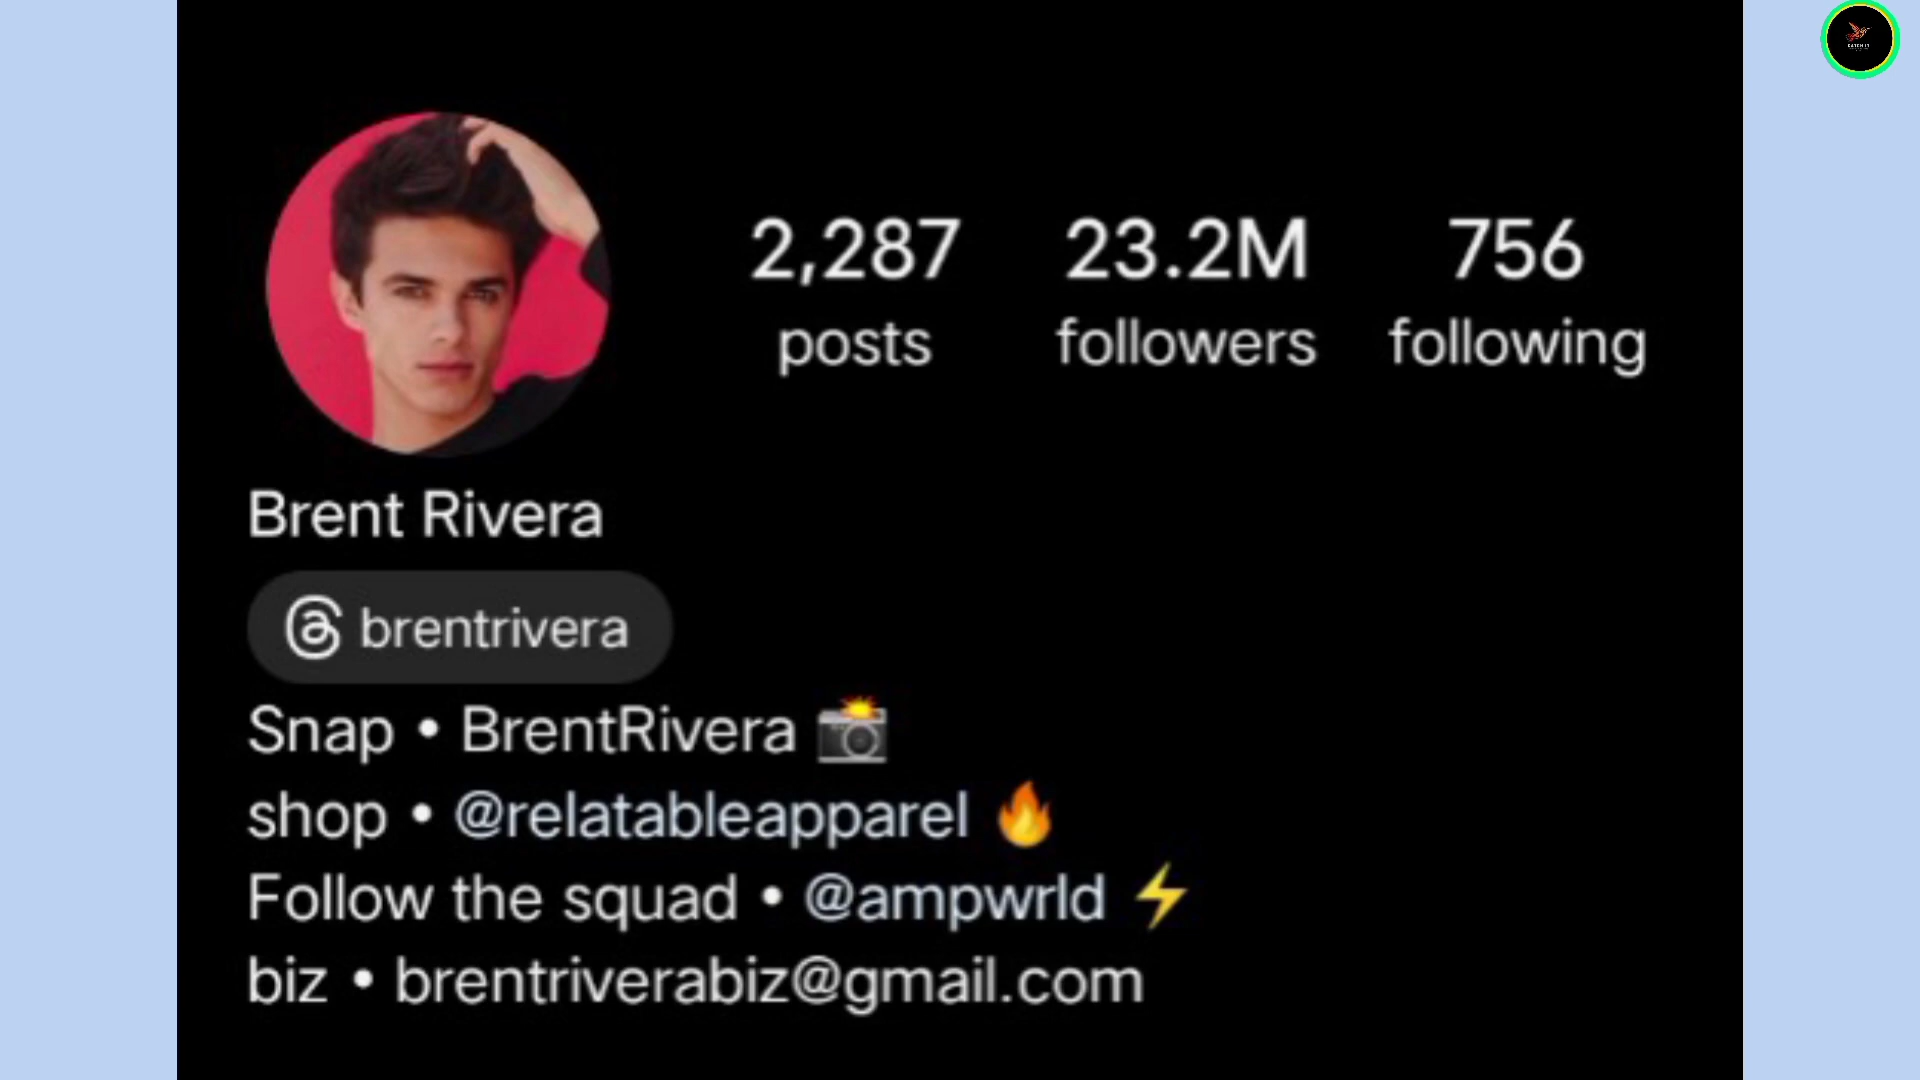 2,287 23.2M 756
posts followers following
Brent Rivera
brentrivera
Snap • BrentRivera 📸
shop • @relatableapparel 🔥
Follow the squad • @ampwrld ⚡
biz • brentriverabiz@gmail.com